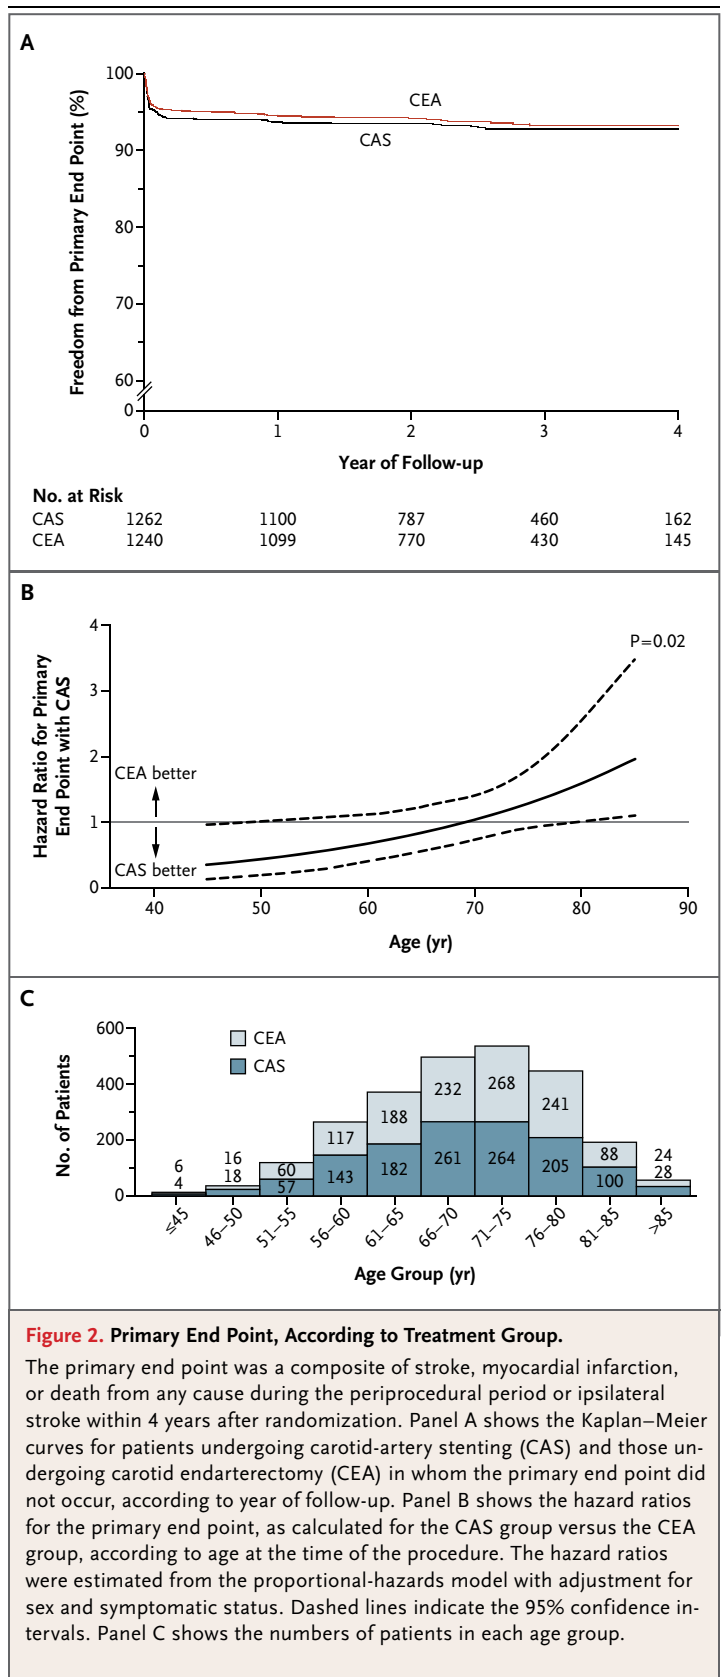 A
Freedom from Primary End Point (%)
100
90
80
70
60
0
CEA
CAS
0 1 2 3 4
Year of Follow-up
No. at Risk
CAS 1262 1100 787 460 162
CEA 1240 1099 770 430 145
B
Hazard Ratio for Primary
End Point with CAS
4
3
2
1
0
P=0.02
CEA better
CAS better
40 50 60 70 80 90
Age (yr)
C
No. of Patients
600
400
200
0
CEA
CAS
6 16 60 117 188 232 268 241 88 24
4 18 57 143 182 261 264 205 100 28
≤45 46–50 51–55 56–60 61–65 66–70 71–75 76–80 81–85 >85
Age Group (yr)
Figure 2. Primary End Point, According to Treatment Group.
The primary end point was a composite of stroke, myocardial infarction,
or death from any cause during the periprocedural period or ipsilateral
stroke within 4 years after randomization. Panel A shows the Kaplan–Meier
curves for patients undergoing carotid-artery stenting (CAS) and those un-
dergoing carotid endarterectomy (CEA) in whom the primary end point did
not occur, according to year of follow-up. Panel B shows the hazard ratios
for the primary end point, as calculated for the CAS group versus the CEA
group, according to age at the time of the procedure. The hazard ratios
were estimated from the proportional-hazards model with adjustment for
sex and symptomatic status. Dashed lines indicate the 95% confidence in-
tervals. Panel C shows the numbers of patients in each age group.